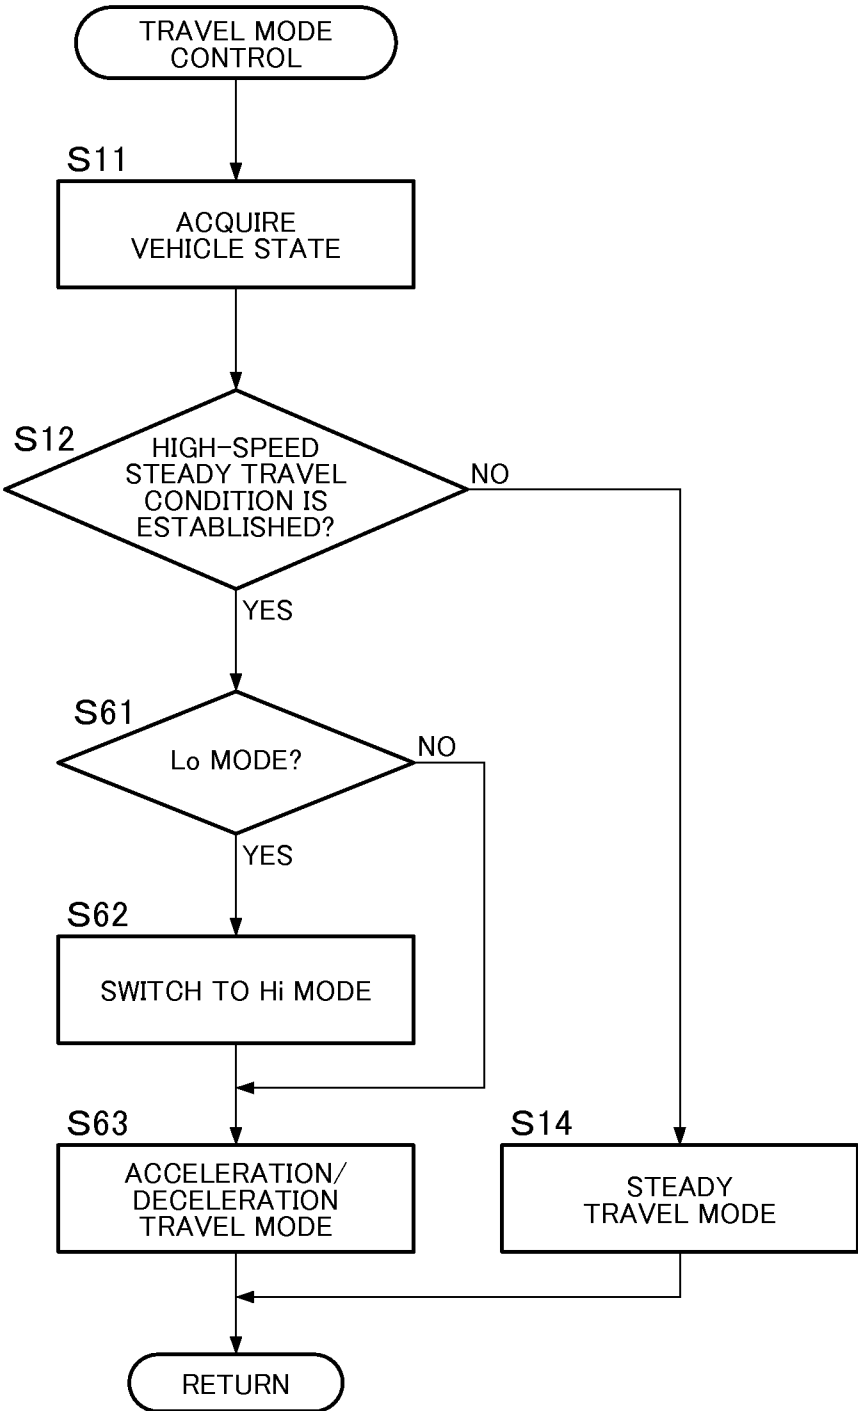 TRAVEL MODE
CONTROL
S11
ACQUIRE
VEHICLE STATE
S12
HIGH-SPEED
STEADY TRAVEL
CONDITION IS
ESTABLISHED?
NO
YES
S61
Lo MODE?
NO
YES
S62
SWITCH TO Hi MODE
S63
ACCELERATION/
DECELERATION
TRAVEL MODE
S14
STEADY
TRAVEL MODE
RETURN